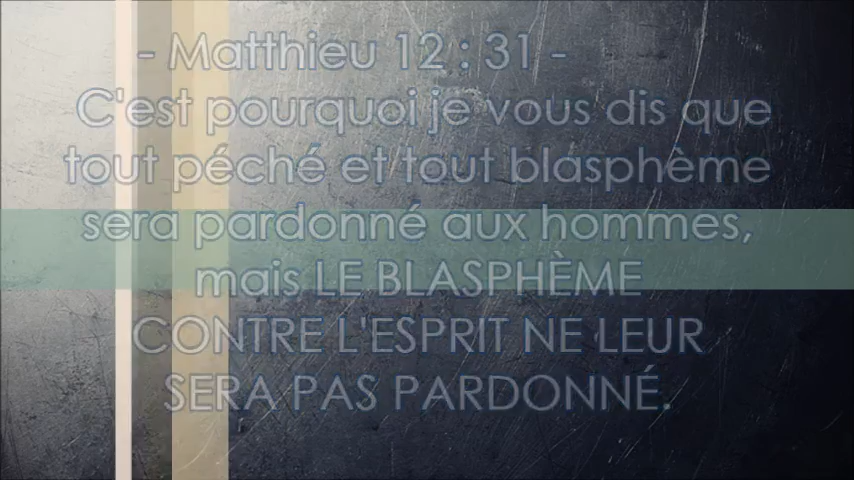 - Matthieu 12 : 31 -
C'est pourquoi je vous dis que
tout péché et tout blasphème
sera pardonné aux hommes,
mais LE BLASPHÈME
CONTRE L'ESPRIT NE LEUR
SERA PAS PARDONNÉ.